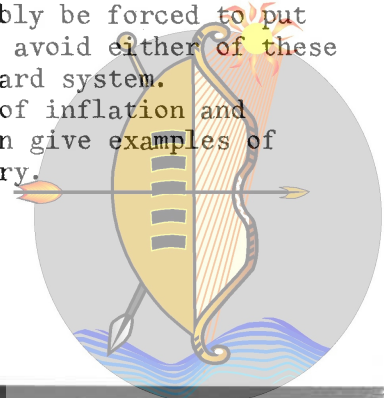 bly be forced to put
avoid either of these
ard system.
of inflation and
n give examples of
ry.